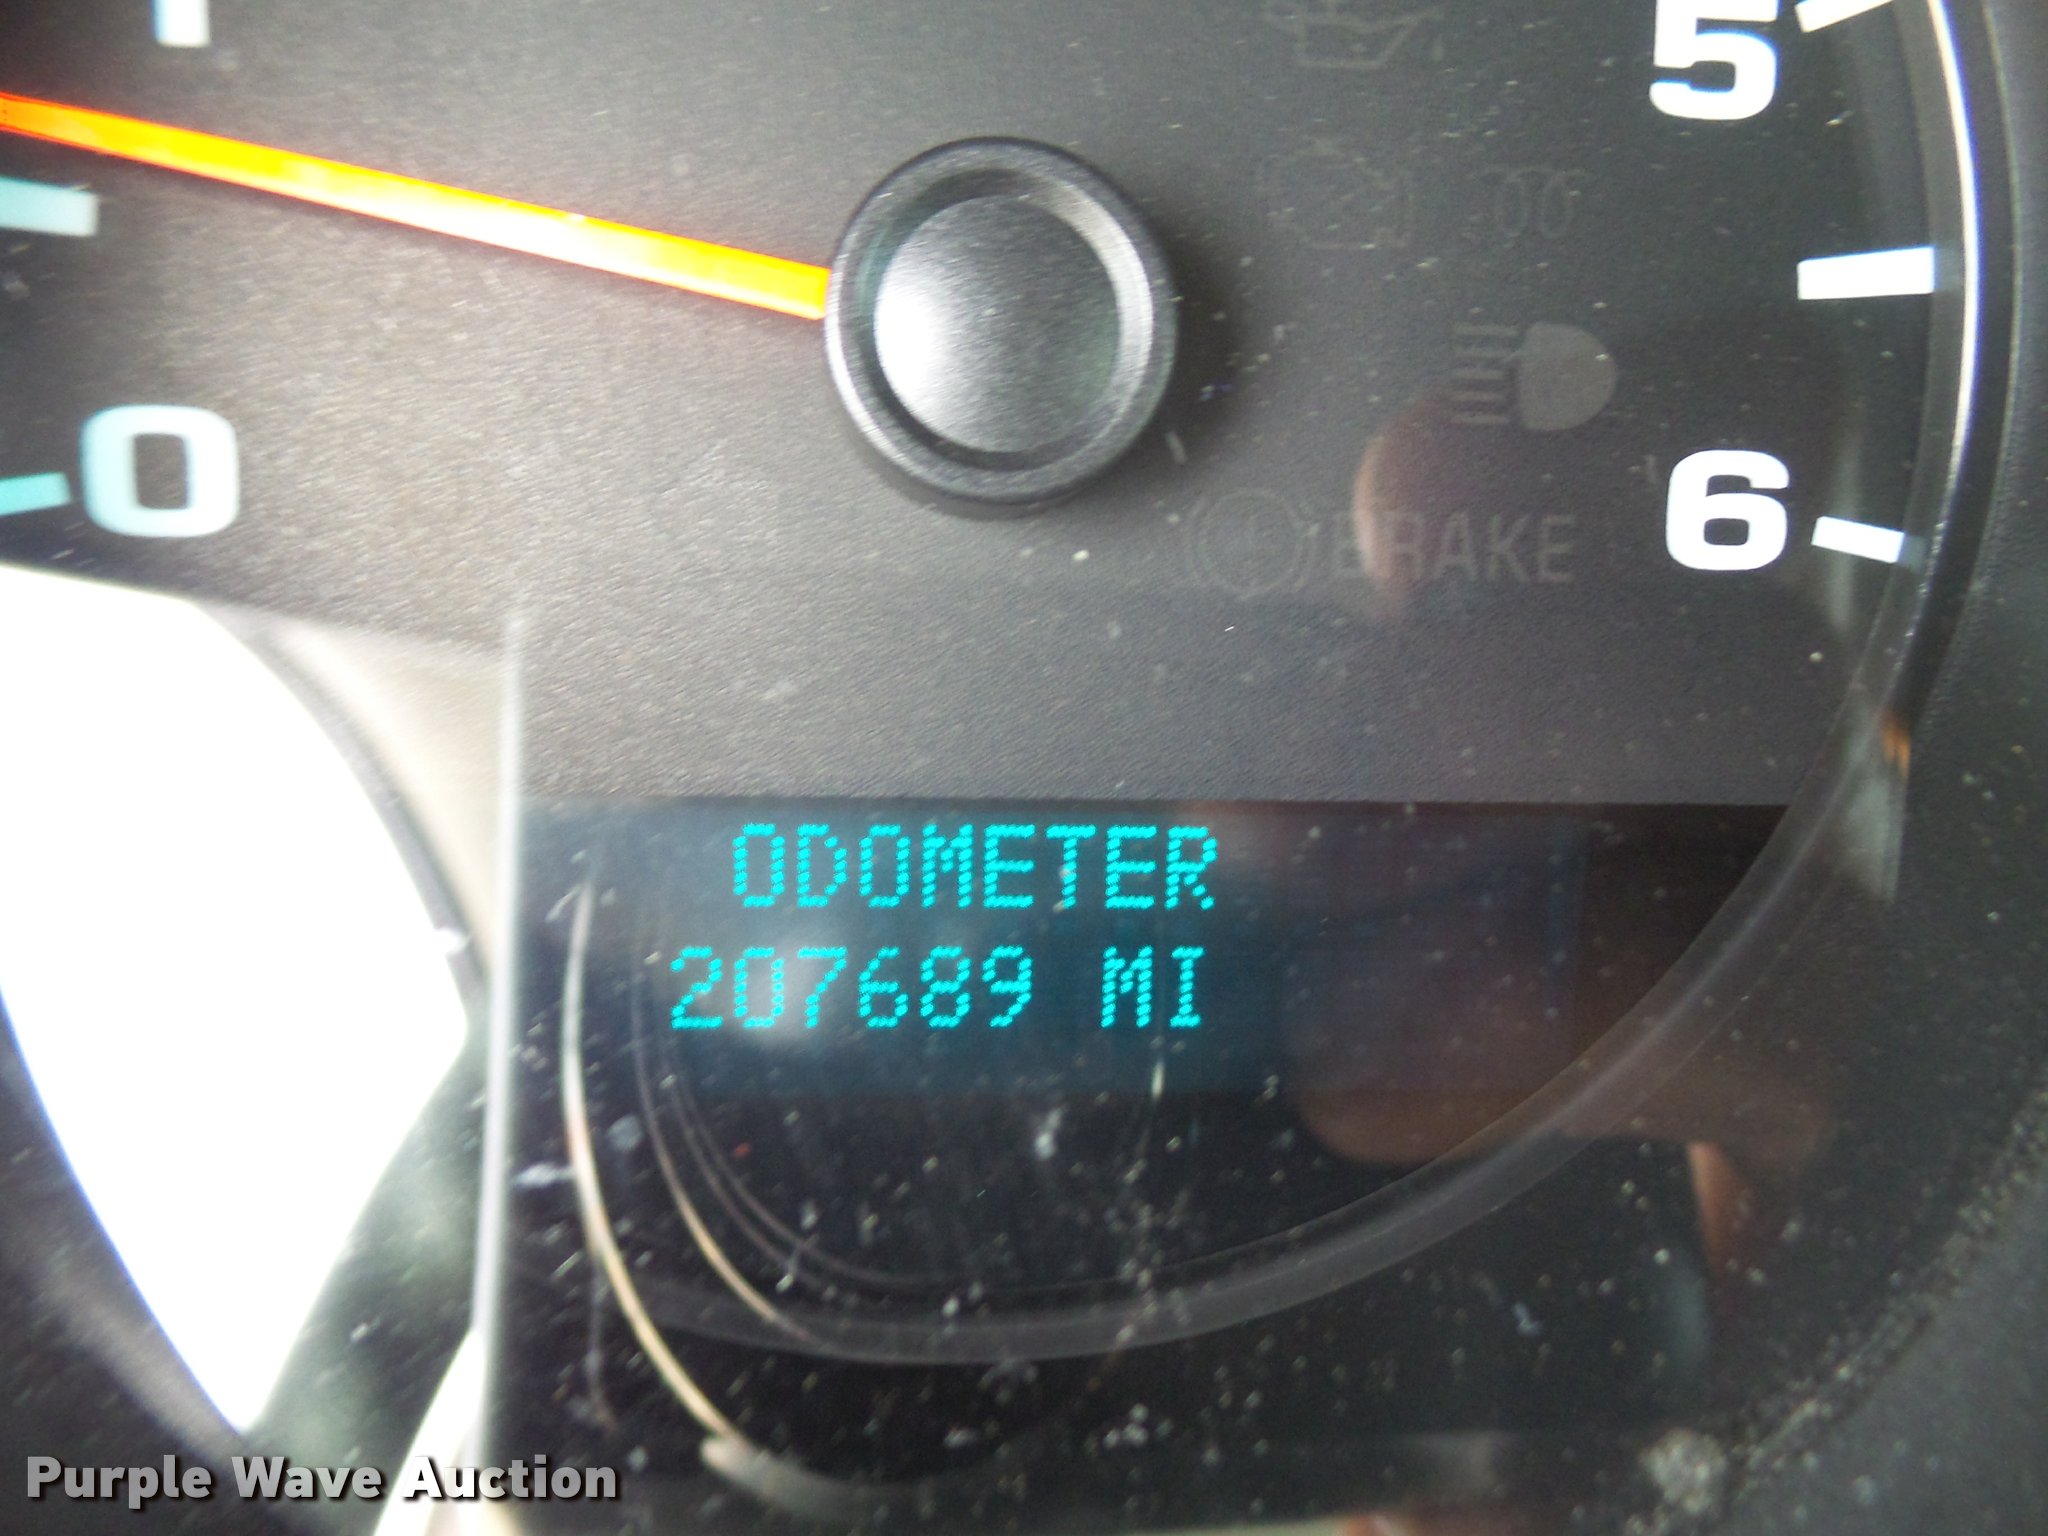 5
0
6
BRAKE
ODOMETER
207689 MI
Purple Wave Auction